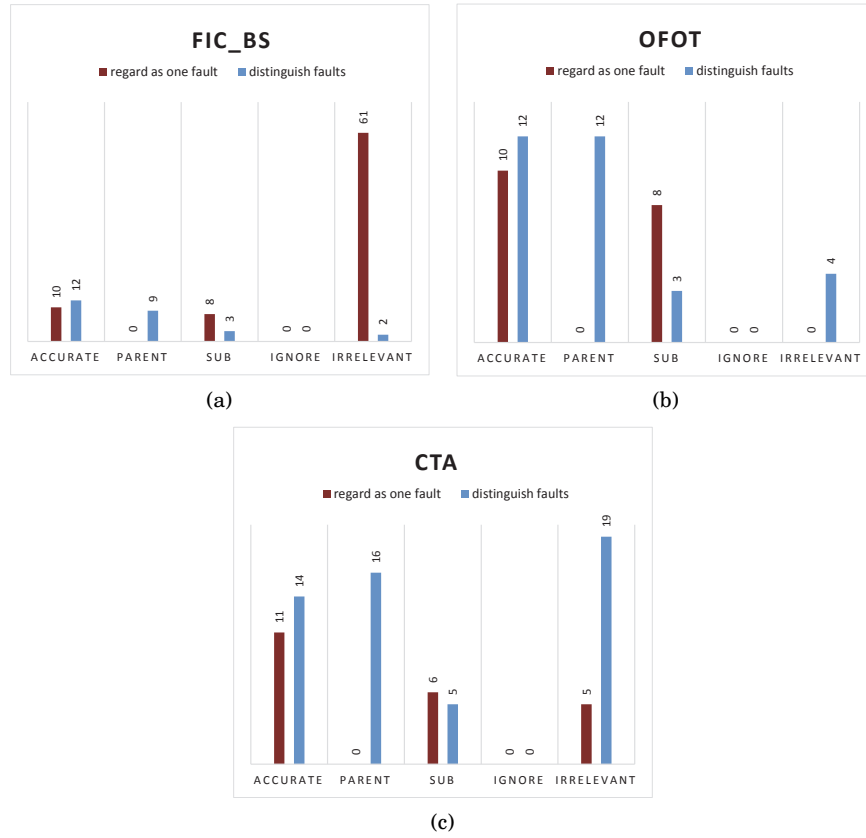 FIC_BS
regard as one fault distinguish faults
10 12 0 9 8 3 0 0 61 2
ACCURATE PARENT SUB IGNORE IRRELEVANT
(a)
OFOT
regard as one fault distinguish faults
10 12 0 12 8 3 0 0 0 4
ACCURATE PARENT SUB IGNORE IRRELEVANT
(b)
CTA
regard as one fault distinguish faults
11 14 0 16 6 5 0 0 5 19
ACCURATE PARENT SUB IGNORE IRRELEVANT
(c)